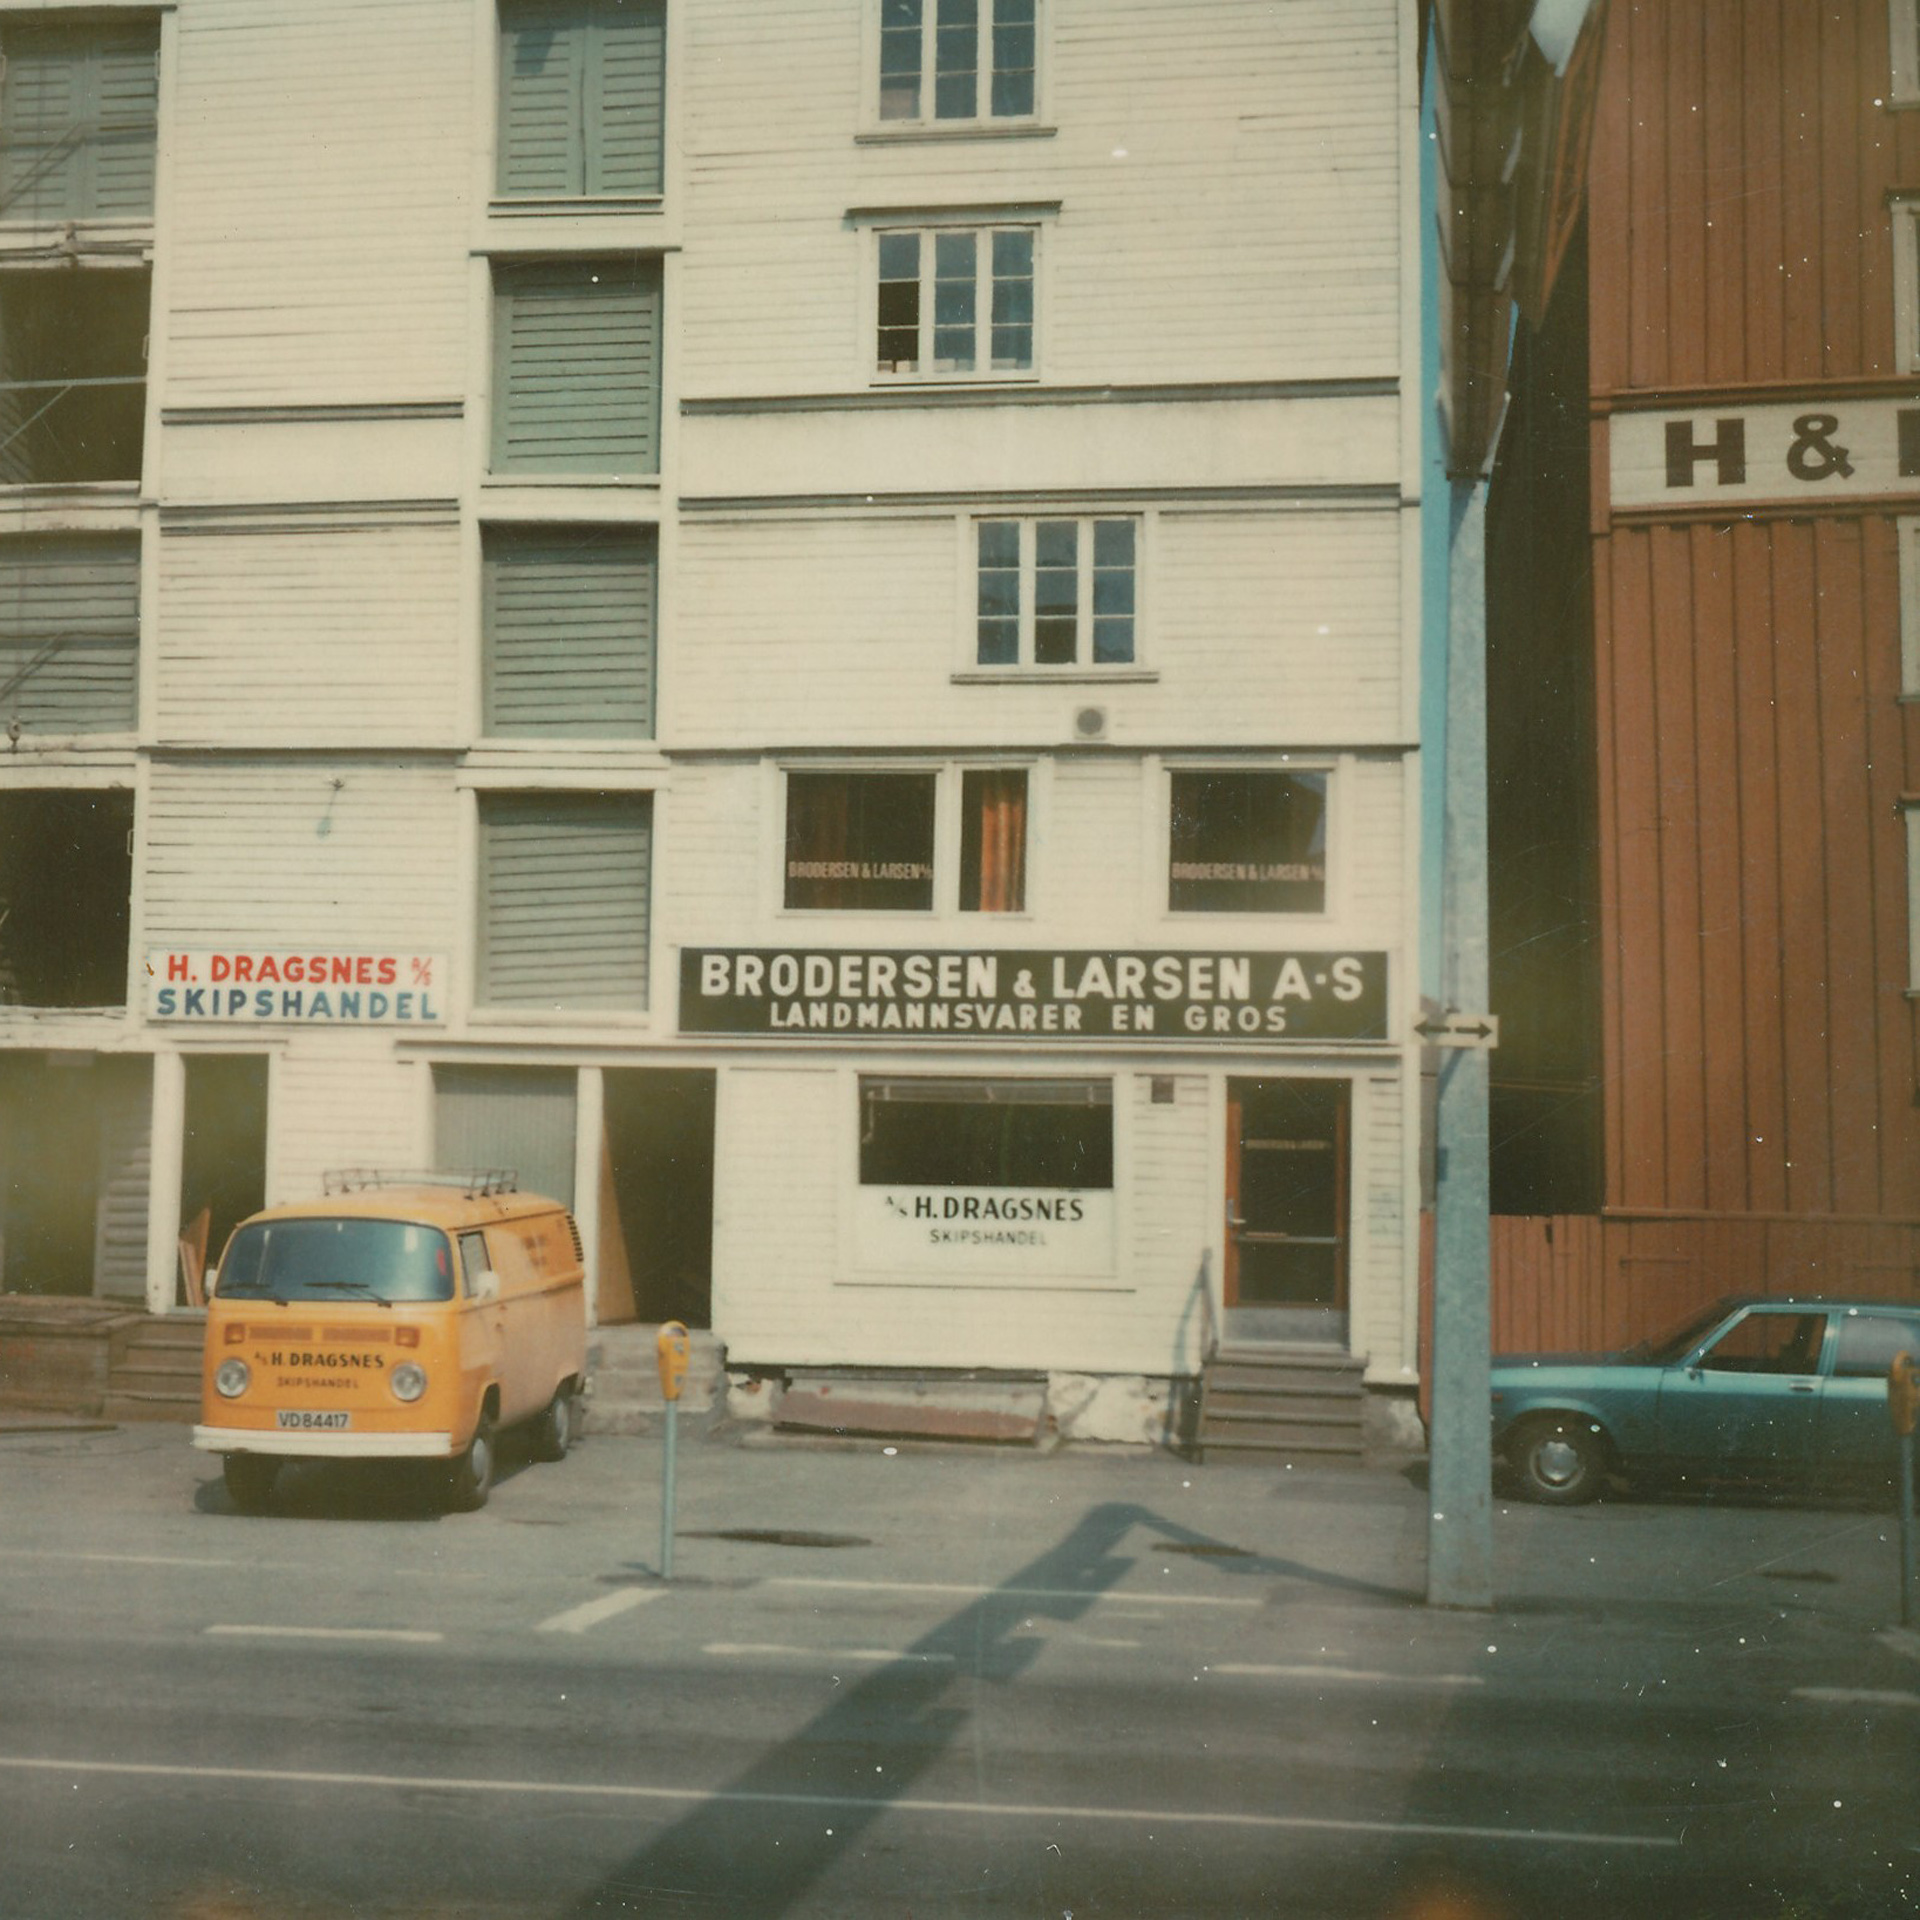 H &
BRODERSEN & LARSEN A/S
BRODERSEN & LARSEN A/S
H. DRAGSNES A/S
SKIPSHANDEL
BRODERSEN & LARSEN A·S
LANDMANNSVARER EN GROS
A/S H. DRAGSNES
SKIPSHANDEL
A/S H. DRAGSNES
SKIPSHANDEL
VD 84417